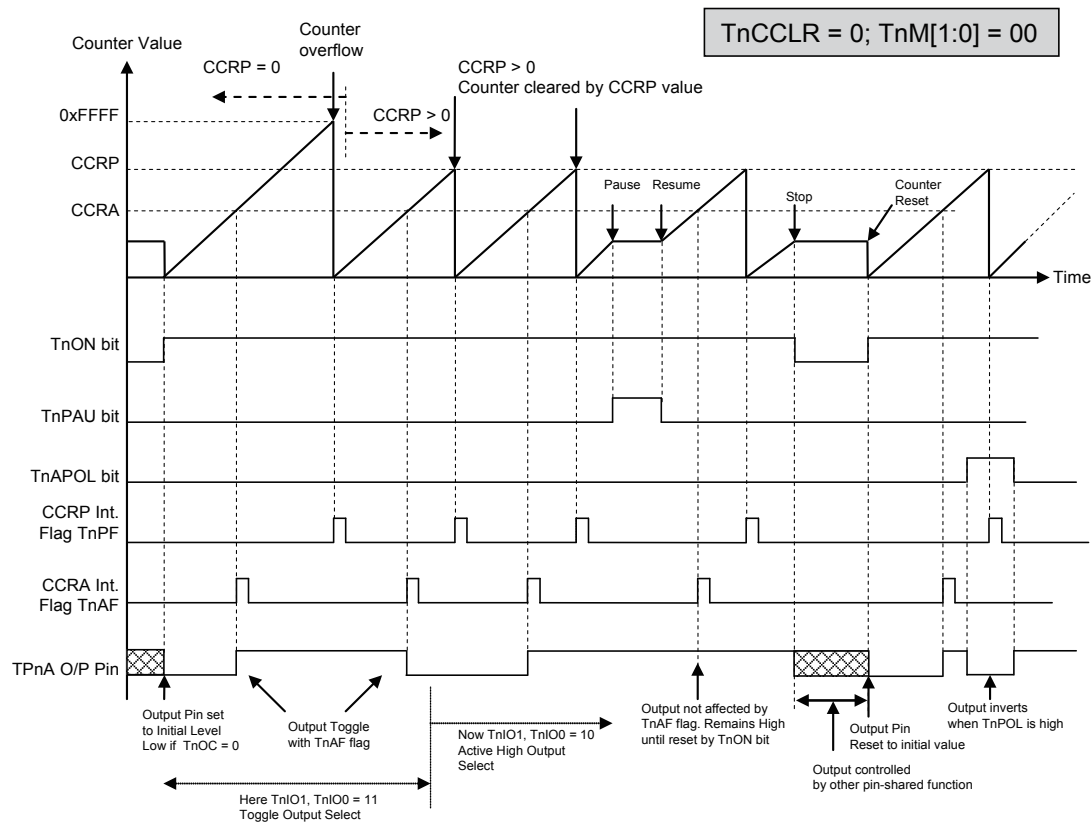 TnCCLR = 0; TnM[1:0] = 00
Counter Value
Counter
overflow
CCRP = 0
CCRP > 0
CCRP > 0
Counter cleared by CCRP value
0xFFFF
CCRP
CCRA
Pause
Resume
Stop
Counter
Reset
Time
TnON bit
TnPAU bit
TnAPOL bit
CCRP Int.
Flag TnPF
CCRA Int.
Flag TnAF
TPnA O/P Pin
Output Pin set
to Initial Level
Low if TnOC = 0
Output Toggle
with TnAF flag
Now TnIO1, TnIO0 = 10
Active High Output
Select
Here TnIO1, TnIO0 = 11
Toggle Output Select
Output not affected by
TnAF flag. Remains High
until reset by TnON bit
Output Pin
Reset to initial value
Output controlled
by other pin-shared function
Output inverts
when TnPOL is high